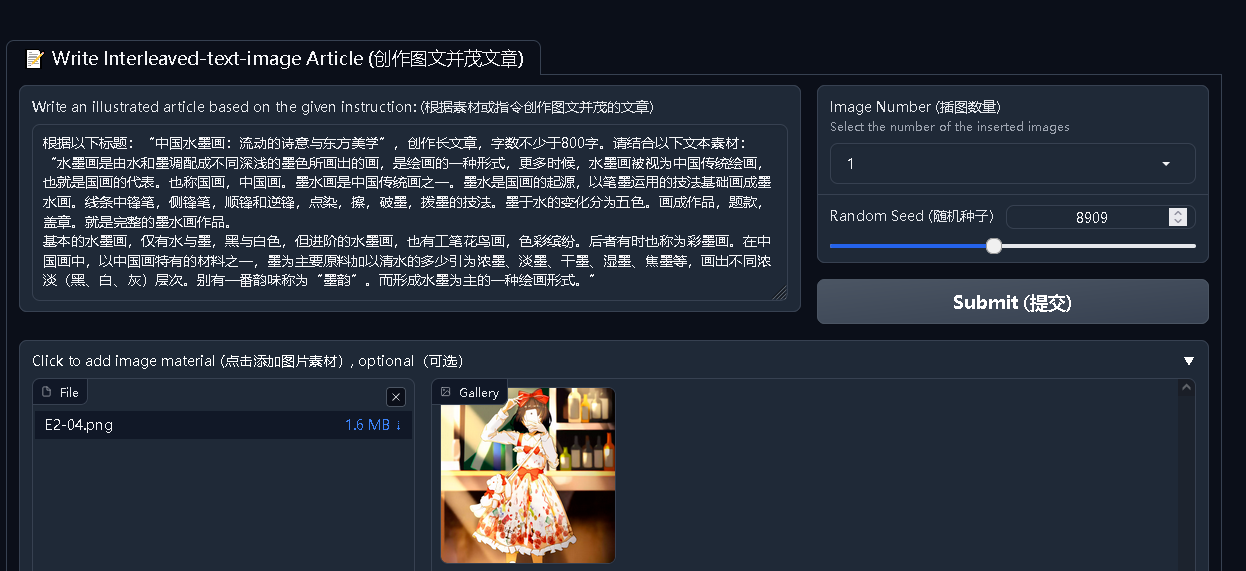 📝 Write Interleaved-text-image Article (创作图文并茂文章)
Write an illustrated article based on the given instruction: (根据素材或指令创作图文并茂的文章)
根据以下标题：“中国水墨画：流动的诗意与东方美学”，创作长文章，字数不少于800字。请结合以下文本素材：
“水墨画是由水和墨调配成不同深浅的墨色所画出的画，是绘画的一种形式，更多时候，水墨画被视为中国传统绘画，
也就是国画的代表。也称国画，中国画。墨水画是中国传统画之一。墨水是国画的起源，以笔墨运用的技法基础画成墨
水画。线条中锋笔，侧锋笔，顺锋和逆锋，点染，擦，破墨，拨墨的技法。墨于水的变化分为五色。画成作品，题款，
盖章。就是完整的墨水画作品。
基本的水墨画，仅有水与墨，黑与白色，但进阶的水墨画，也有工笔花鸟画，色彩缤纷。后者有时也称为彩墨画。在中
国画中，以中国画特有的材料之一，墨为主要原料加以清水的多少引为浓墨、淡墨、干墨、湿墨、焦墨等，画出不同浓
淡（黑、白、灰）层次。别有一番韵味称为“墨韵”。而形成水墨为主的一种绘画形式。”
Image Number (插图数量)
Select the number of the inserted images
1
Random Seed (随机种子)
8909
Submit (提交)
Click to add image material (点击添加图片素材）, optional（可选）
File
E2-04.png
1.6 MB ↓
Gallery